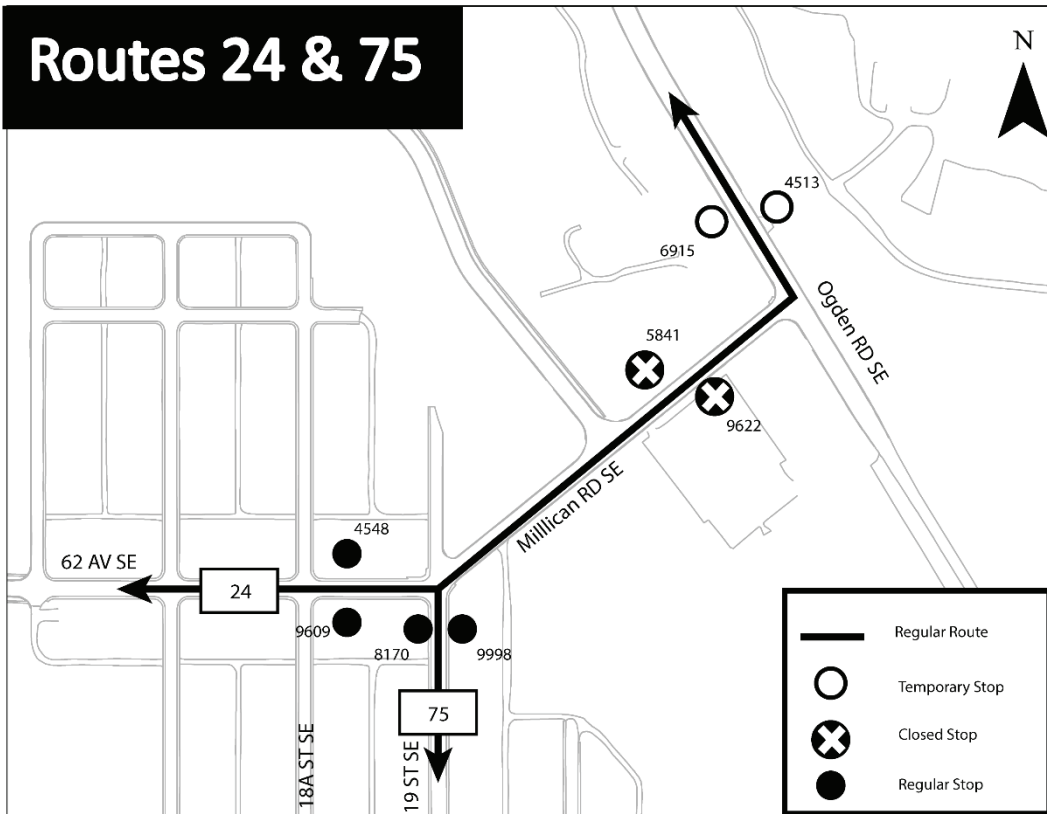 Routes 24 & 75
N
4513
6915
Ogden RD SE
5841
9622
Milllican RD SE
4548
62 AV SE
24
9609
8170
9998
75
18A ST SE
19 ST SE
Regular Route
Temporary Stop
Closed Stop
Regular Stop